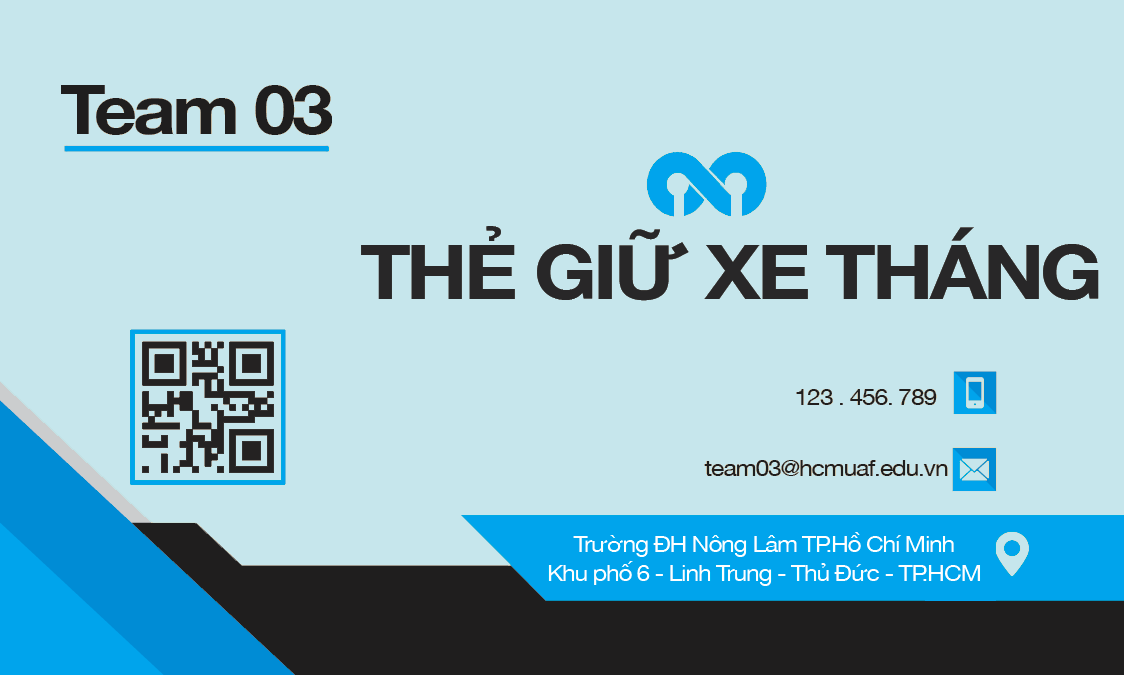 Team 03
THẺ GIỮ XE THÁNG
123 . 456. 789
team03@hcmuaf.edu.vn
Trường ĐH Nông Lâm TP.Hồ Chí Minh
Khu phố 6 - Linh Trung - Thủ Đức - TP.HCM